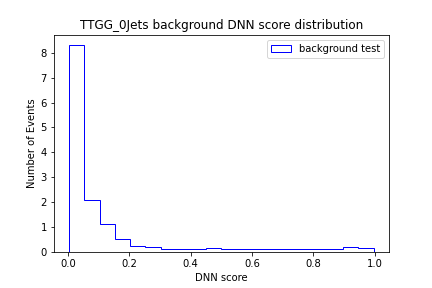 TTGG_0Jets background DNN score distribution
background test
Number of Events
8
7
6
5
4
3
2
1
0
0.0 0.2 0.4 0.6 0.8 1.0
DNN score